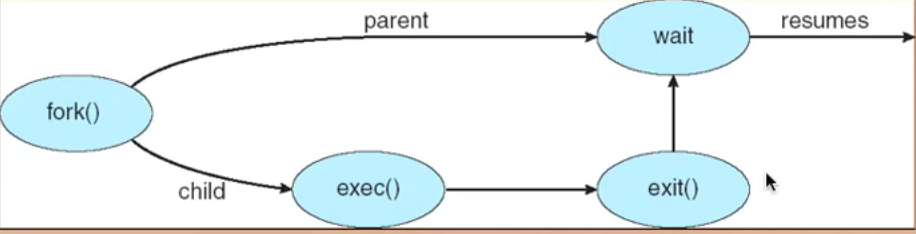 parent
wait
resumes
fork()
child
exec()
exit()